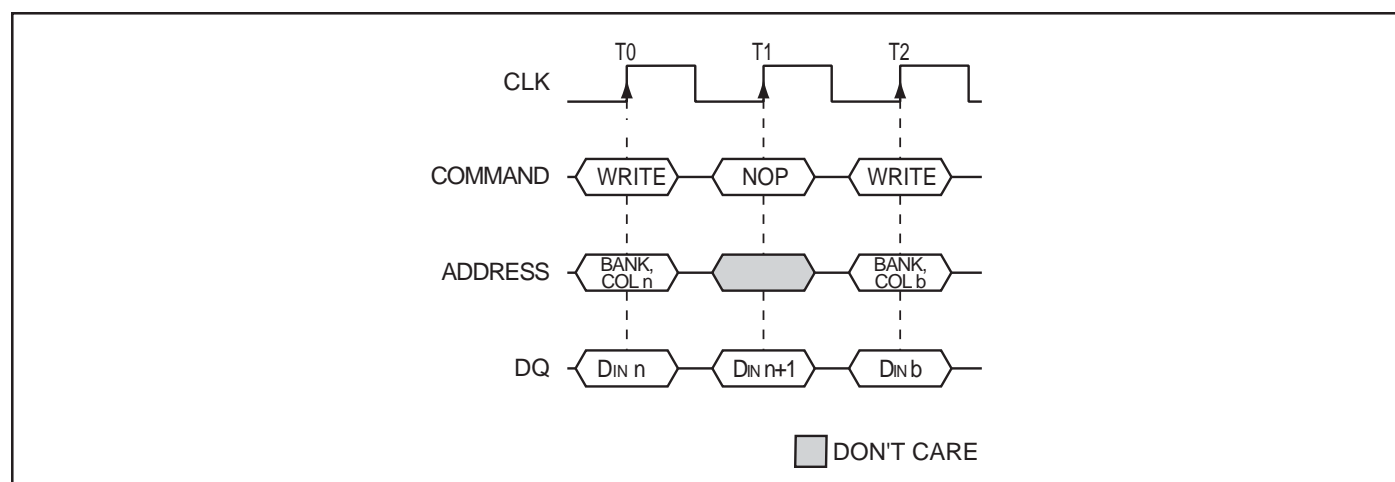 T0 T1 T2
CLK
COMMAND WRITE NOP WRITE
ADDRESS BANK, COL n BANK, COL b
DQ DIN n DIN n+1 DIN b
DON'T CARE